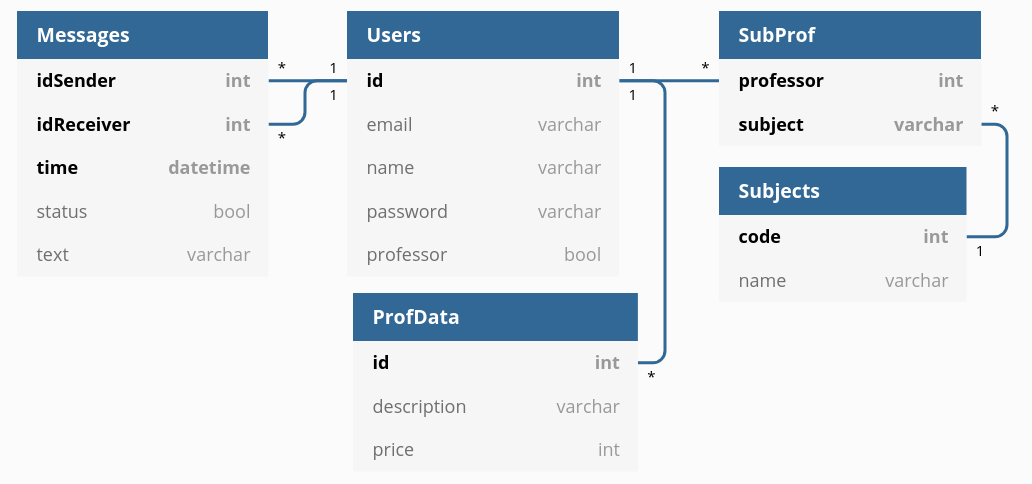 Messages
idSender int
idReceiver int
time datetime
status bool
text varchar
* 1
1
*
Users
id int
email varchar
name varchar
password varchar
professor bool
1 *
1
SubProf
professor int
subject varchar
*
Subjects
code int
name varchar
1
ProfData
id int
description varchar
price int
*